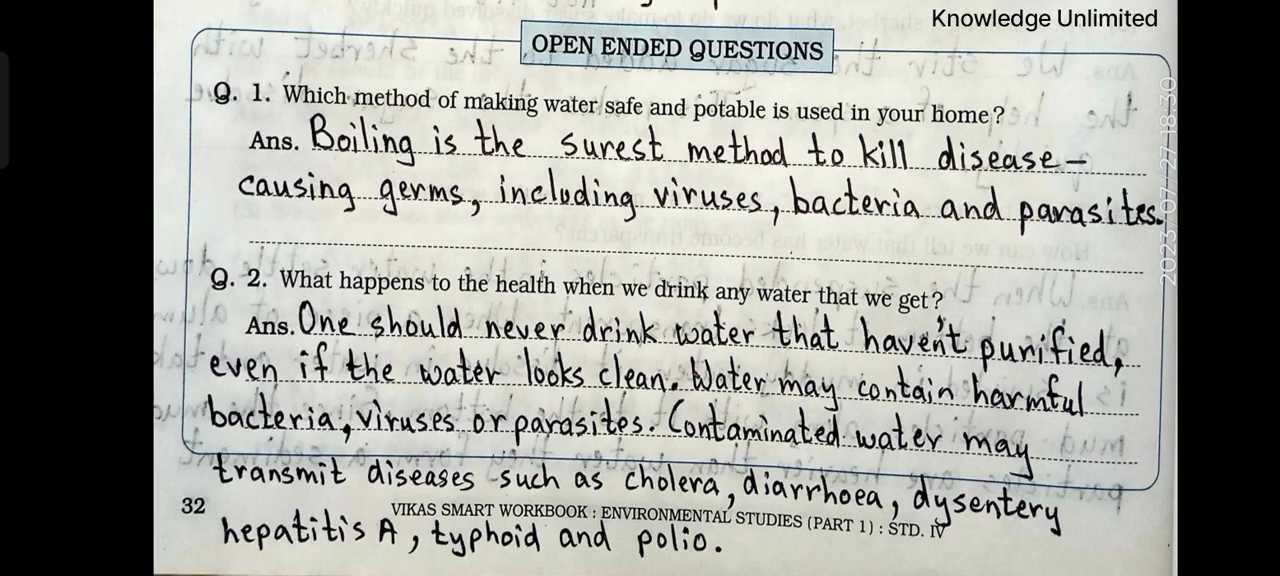 Knowledge Unlimited
OPEN ENDED QUESTIONS
Q. 1. Which method of making water safe and potable is used in your home?
Ans. Boiling is the surest method to kill disease-
causing germs, including viruses, bacteria and parasites.
Q. 2. What happens to the health when we drink any water that we get?
Ans. One should never drink water that haven't purified,
even if the water looks clean. Water may contain harmful
bacteria, viruses or parasites. Contaminated water may
transmit diseases such as cholera, diarrhoea, dysentery
32
VIKAS SMART WORKBOOK : ENVIRONMENTAL STUDIES (PART 1) : STD. IV
hepatitis A, typhoid and polio.
2023/07/27 18:30